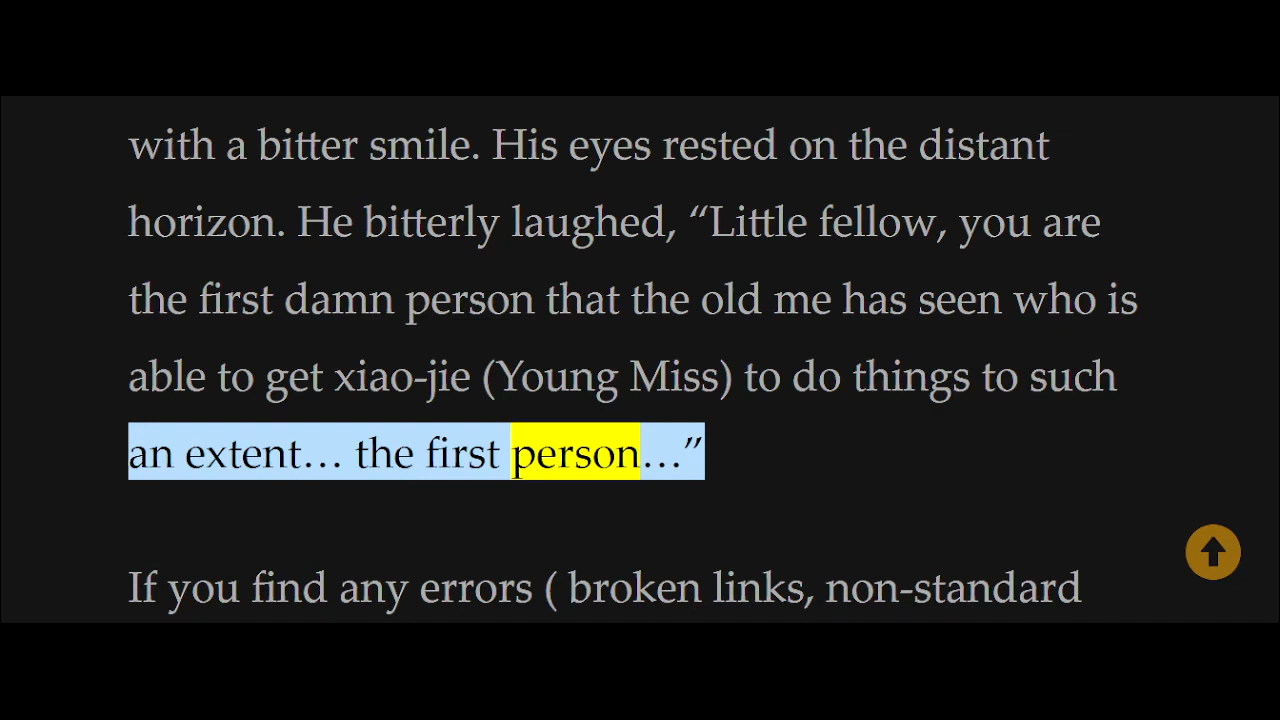 with a bitter smile. His eyes rested on the distant
horizon. He bitterly laughed, “Little fellow, you are
the first damn person that the old me has seen who is
able to get xiao-jie (Young Miss) to do things to such
an extent… the first person…”
If you find any errors ( broken links, non-standard